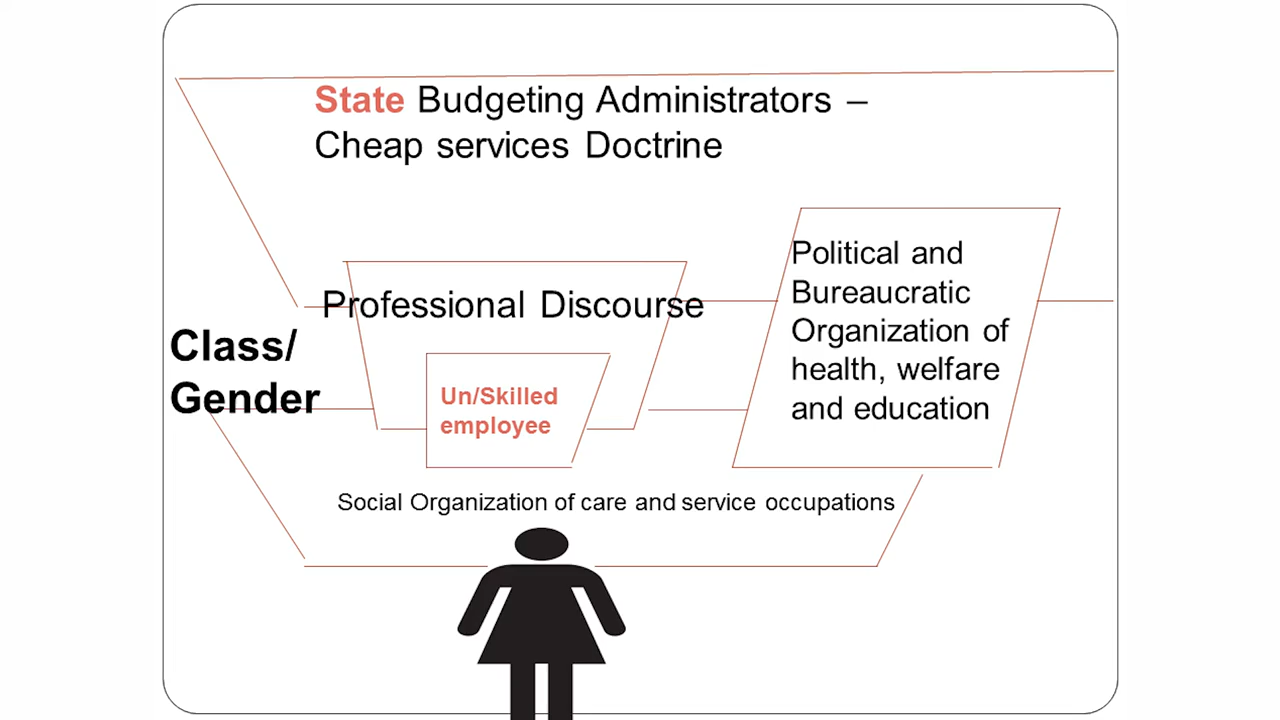 State Budgeting Administrators –
Cheap services Doctrine
Political and
Bureaucratic
Organization of
health, welfare
and education
Professional Discourse
Class/
Gender
Un/Skilled
employee
Social Organization of care and service occupations